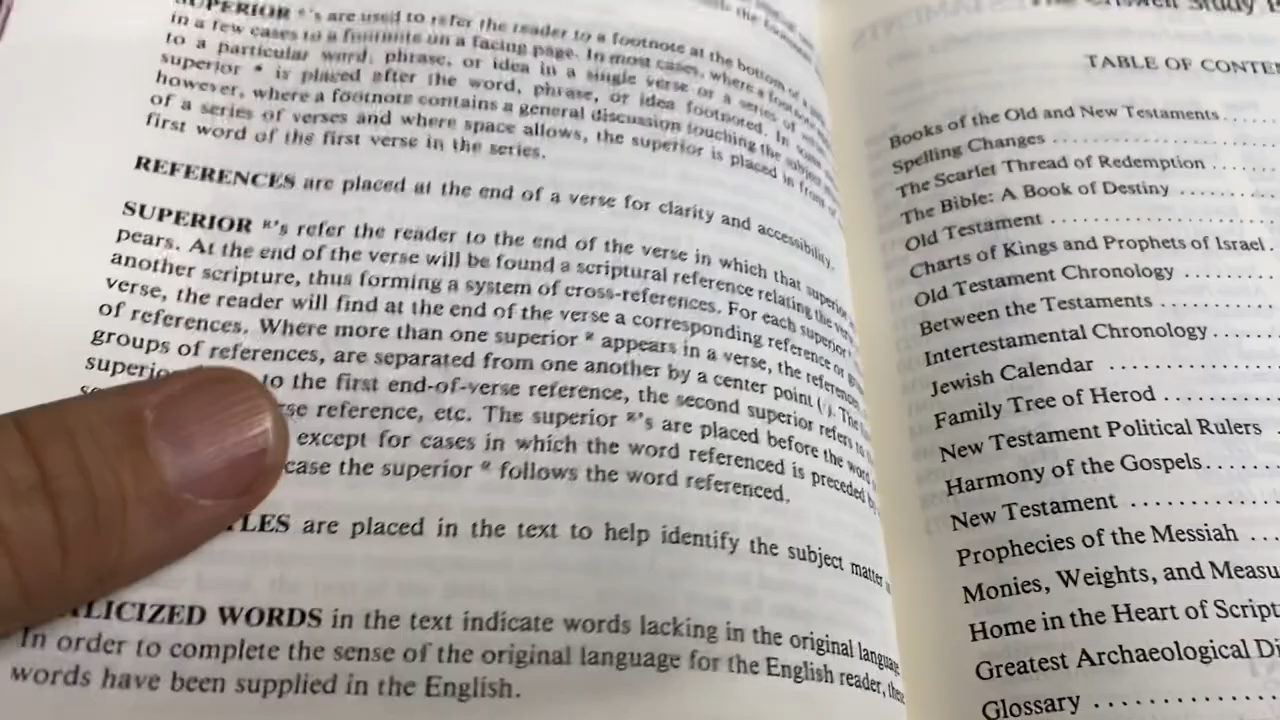 SUPERIOR *'s are used to refer the reader to a footnote at the bottom of a
in a few cases to a footnote on a facing page. In most cases, where a footnote
to a particular word, phrase, or idea in a single verse or a series of
superior * is placed after the word, phrase, or idea footnoted. In some
however, where a footnote contains a general discussion touching the subject
of a series of verses and where space allows, the superior is placed in front of
first word of the first verse in the series.
REFERENCES are placed at the end of a verse for clarity and accessibility.
SUPERIOR 's refer the reader to the end of the verse in which that superior
pears. At the end of the verse will be found a scriptural reference relating the
another scripture, thus forming a system of cross-references. For each superior
verse, the reader will find at the end of the verse a corresponding reference or
of references. Where more than one superior appears in a verse, the references,
groups of references, are separated from one another by a center point (·). The
to the first end-of-verse reference, the second superior refers to
reference, etc. The superior 's are placed before the word
except for cases in which the word referenced is preceded by
case the superior follows the word referenced.
are placed in the text to help identify the subject matter
WORDS in the text indicate words lacking in the original language
In order to complete the sense of the original language for the English reader,
words have been supplied in the English.
TABLE OF
Books of the Old and New Testaments
Spelling Changes
The Scarlet Thread of Redemption
The Bible: A Book of Destiny
Old Testament
Charts of Kings and Prophets of Israel
Old Testament Chronology
Between the Testaments
Intertestamental Chronology
Jewish Calendar
Family Tree of Herod
New Testament Political Rulers
Harmony of the Gospels
New Testament
Prophecies of the Messiah
Monies, Weights, and
Home in the Heart of
Greatest Archaeological
Glossary